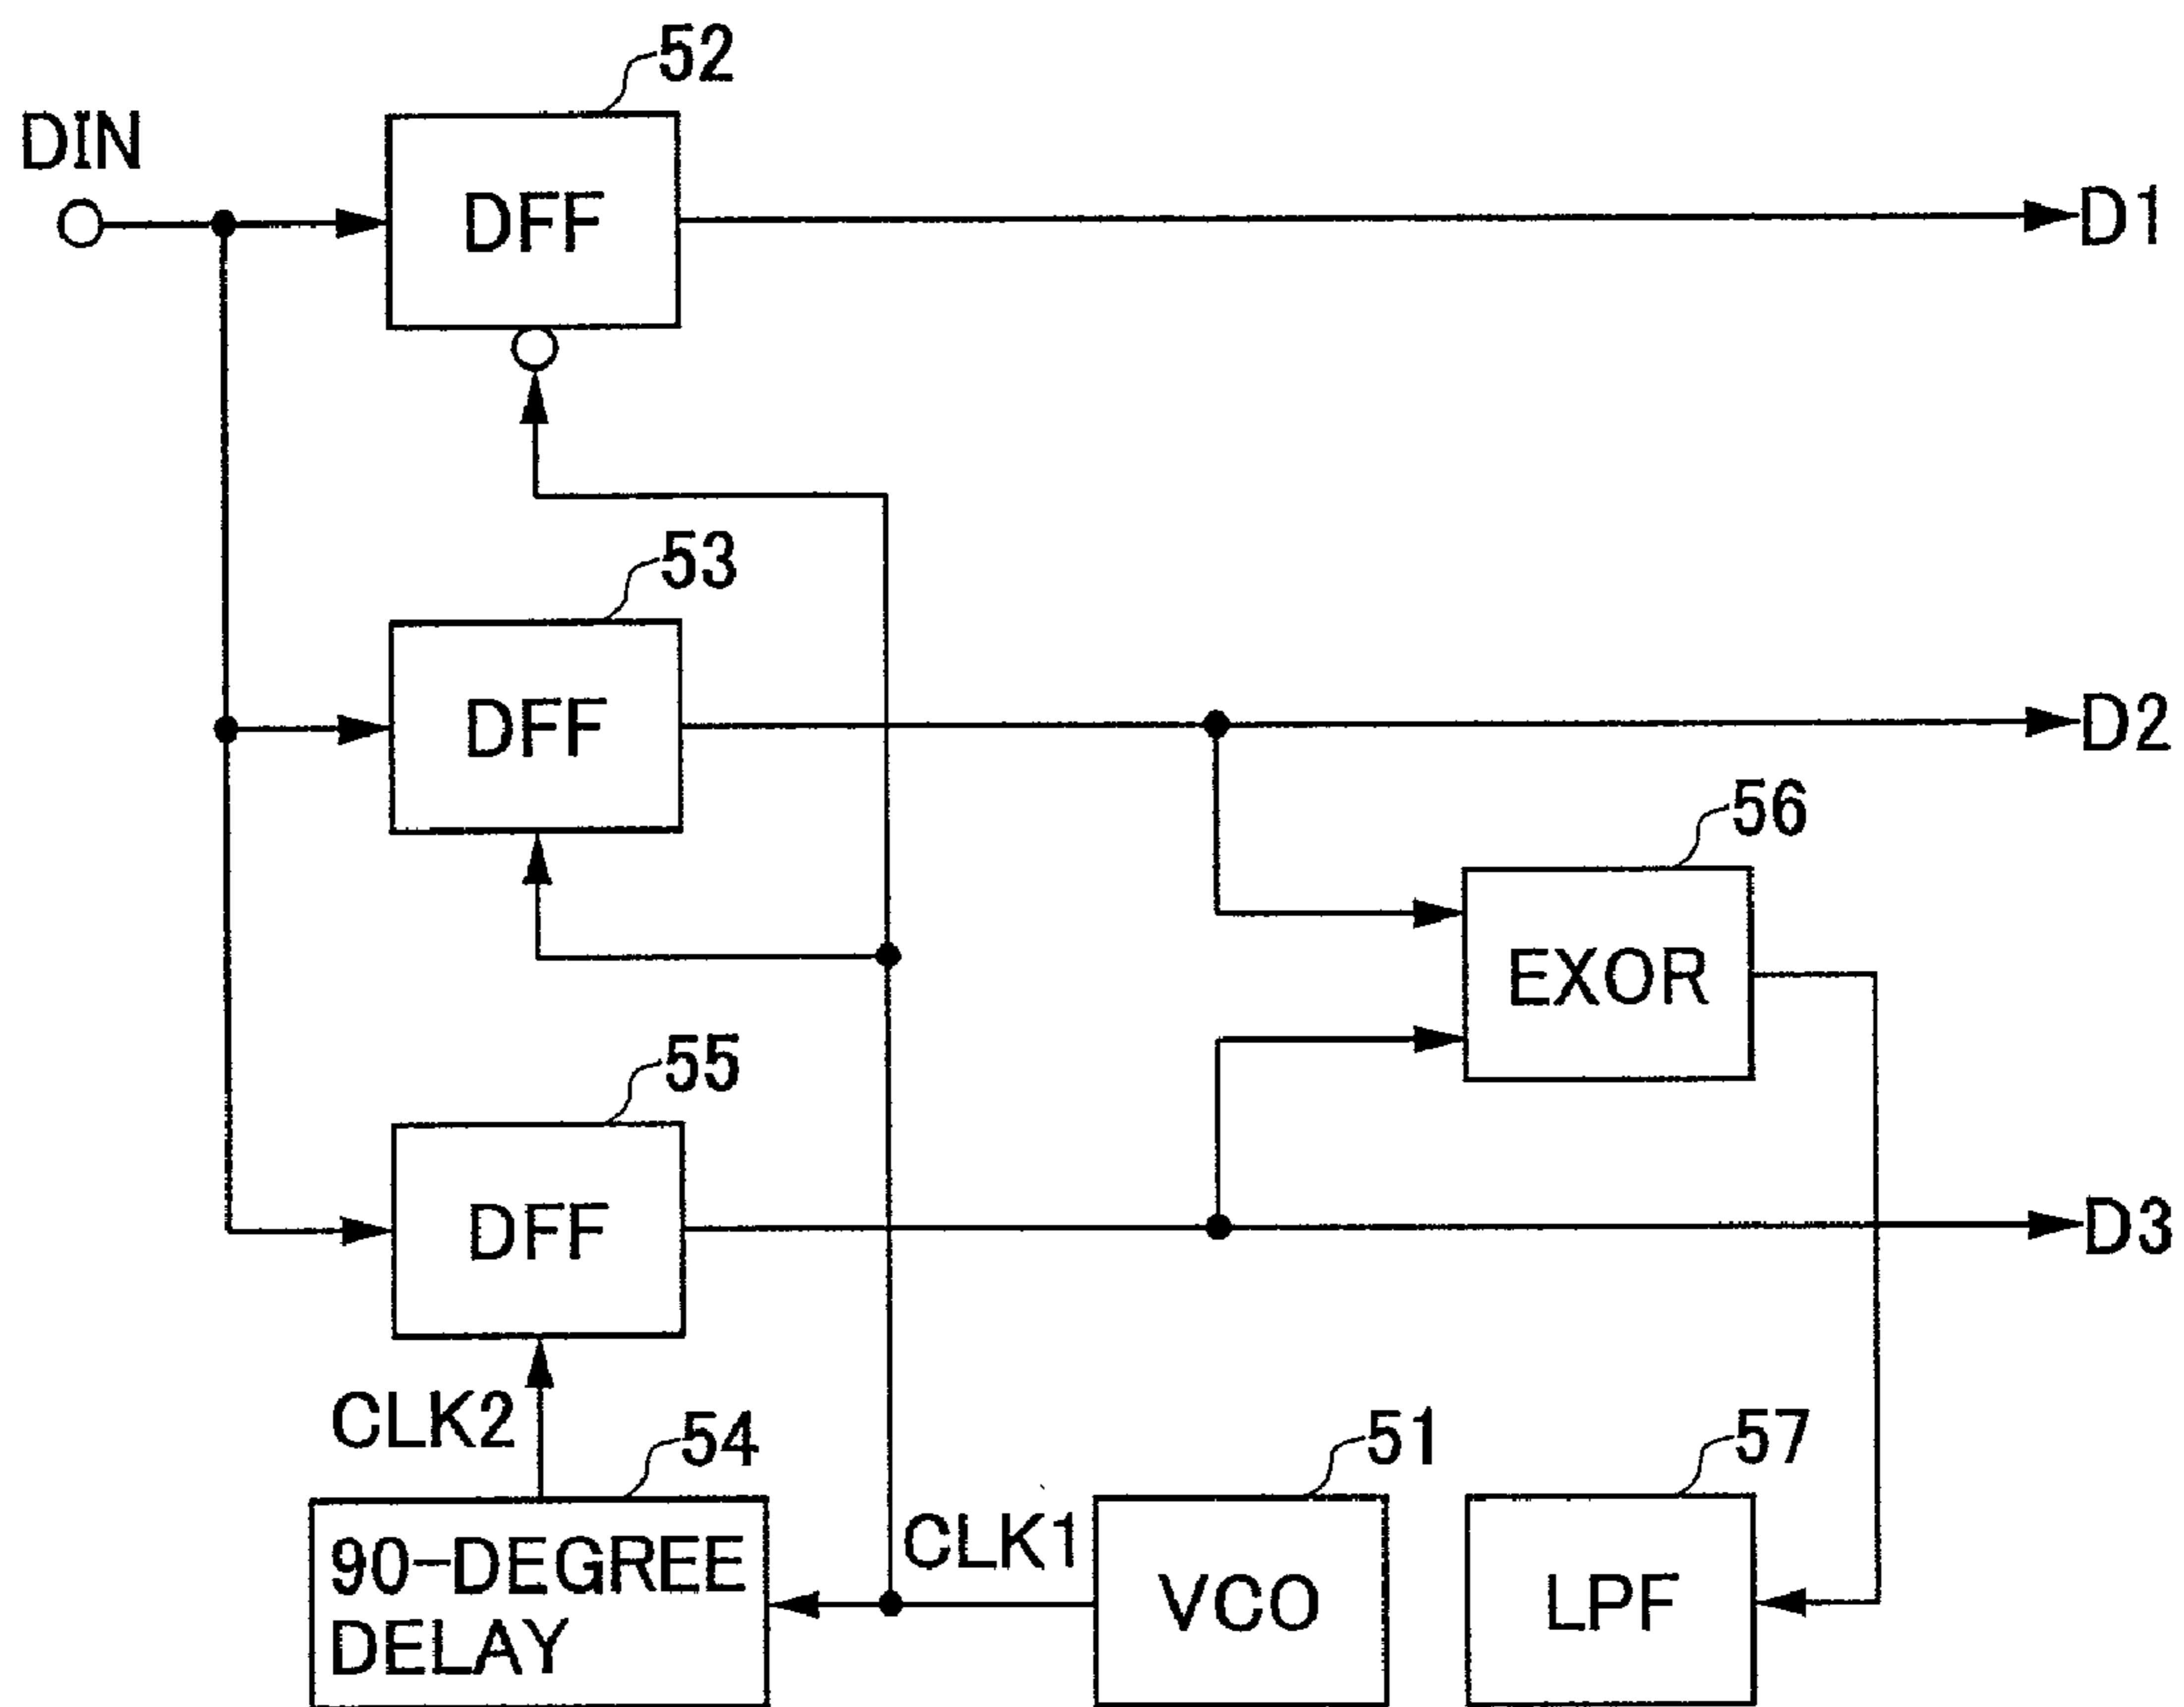 52
DIN
DFF
D1
53
DFF
D2
56
EXOR
55
DFF
D3
CLK2
54
51
57
90-DEGREE
DELAY
CLK1
VCO
LPF